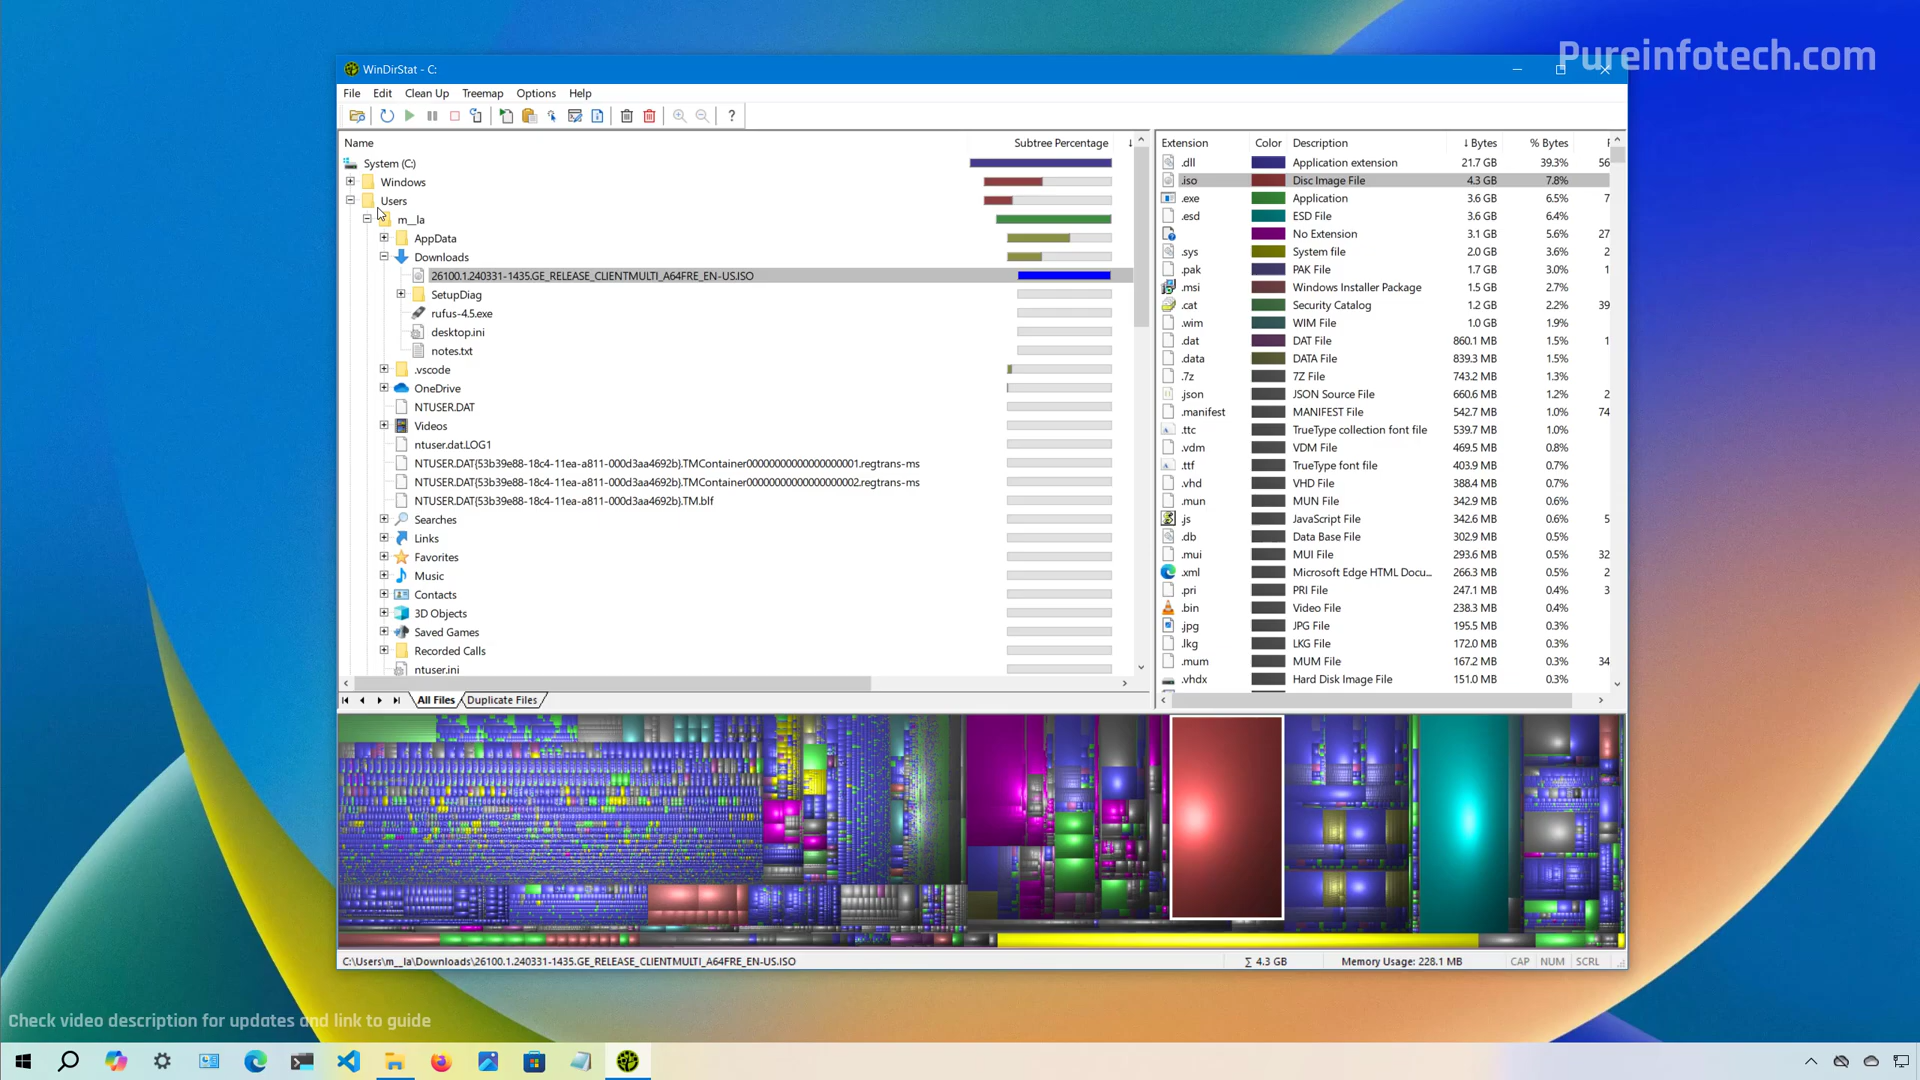 Pureinfotech.com
WinDirStat - C:
File Edit Clean Up Treemap Options Help
Name Subtree Percentage
System (C:)
Windows
Users
m__la
AppData
Downloads
26100.1.240331-1435.GE_RELEASE_CLIENTMULTI_A64FRE_EN-US.ISO
SetupDiag
rufus-4.5.exe
desktop.ini
notes.txt
.vscode
OneDrive
NTUSER.DAT
Videos
ntuser.dat.LOG1
NTUSER.DAT{53b39e88-18c4-11ea-a811-000d3aa4692b}.TMContainer00000000000000000001.regtrans-ms
NTUSER.DAT{53b39e88-18c4-11ea-a811-000d3aa4692b}.TMContainer00000000000000000002.regtrans-ms
NTUSER.DAT{53b39e88-18c4-11ea-a811-000d3aa4692b}.TM.blf
Searches
Links
Favorites
Music
Contacts
3D Objects
Saved Games
Recorded Calls
ntuser.ini
Extension Color Description ↓ Bytes % Bytes
.dll Application extension 21.7 GB 39.3% 56
.iso Disc Image File 4.3 GB 7.8%
.exe Application 3.6 GB 6.5% 7
.esd ESD File 3.6 GB 6.4%
No Extension 3.1 GB 5.6% 27
.sys System file 2.0 GB 3.6% 2
.pak PAK File 1.7 GB 3.0% 1
.msi Windows Installer Package 1.5 GB 2.7%
.cat Security Catalog 1.2 GB 2.2% 39
.wim WIM File 1.0 GB 1.9%
.dat DAT File 860.1 MB 1.5% 1
.data DATA File 839.3 MB 1.5%
.7z 7Z File 743.2 MB 1.3%
.json JSON Source File 660.6 MB 1.2% 2
.manifest MANIFEST File 542.7 MB 1.0% 74
.ttc TrueType collection font file 539.7 MB 1.0%
.vdm VDM File 469.5 MB 0.8%
.ttf TrueType font file 403.9 MB 0.7%
.vhd VHD File 388.4 MB 0.7%
.mun MUN File 342.9 MB 0.6%
.js JavaScript File 342.6 MB 0.6% 5
.db Data Base File 302.9 MB 0.5%
.mui MUI File 293.6 MB 0.5% 32
.xml Microsoft Edge HTML Docu... 266.3 MB 0.5% 2
.pri PRI File 247.1 MB 0.4% 3
.bin Video File 238.3 MB 0.4%
.jpg JPG File 195.5 MB 0.3%
.lkg LKG File 172.0 MB 0.3%
.mum MUM File 167.2 MB 0.3% 34
.vhdx Hard Disk Image File 151.0 MB 0.3%
All Files Duplicate Files
C:\Users\m__la\Downloads\26100.1.240331-1435.GE_RELEASE_CLIENTMULTI_A64FRE_EN-US.ISO ∑ 4.3 GB Memory Usage: 228.1 MB CAP NUM SCRL
Check video description for updates and link to guide